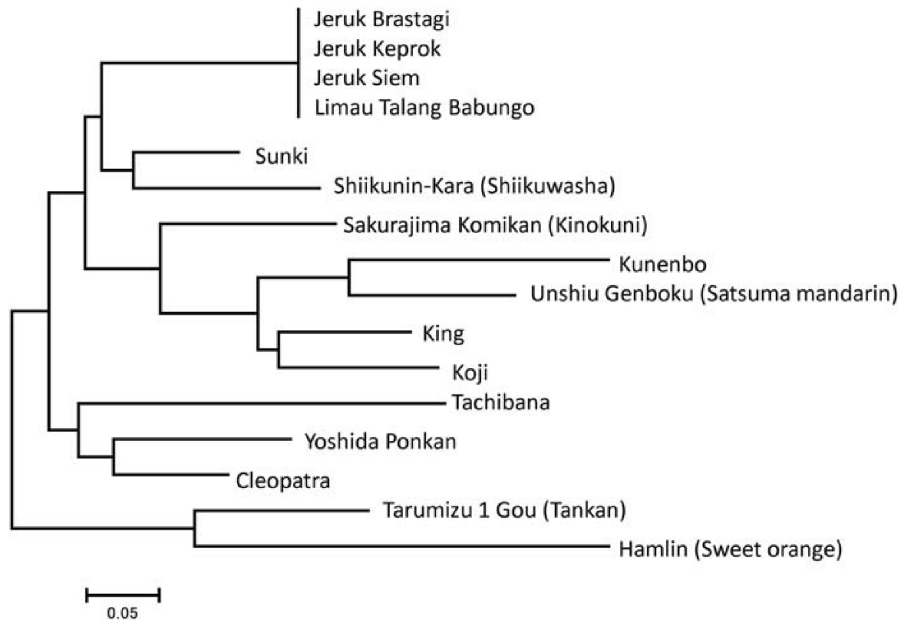 Jeruk Brastagi
Jeruk Keprok
Jeruk Siem
Limau Talang Babungo
Sunki
Shiikunin-Kara (Shiikuwasha)
Sakurajima Komikan (Kinokuni)
Kunenbo
Unshiu Genboku (Satsuma mandarin)
King
Koji
Tachibana
Yoshida Ponkan
Cleopatra
Tarumizu 1 Gou (Tankan)
Hamlin (Sweet orange)
0.05